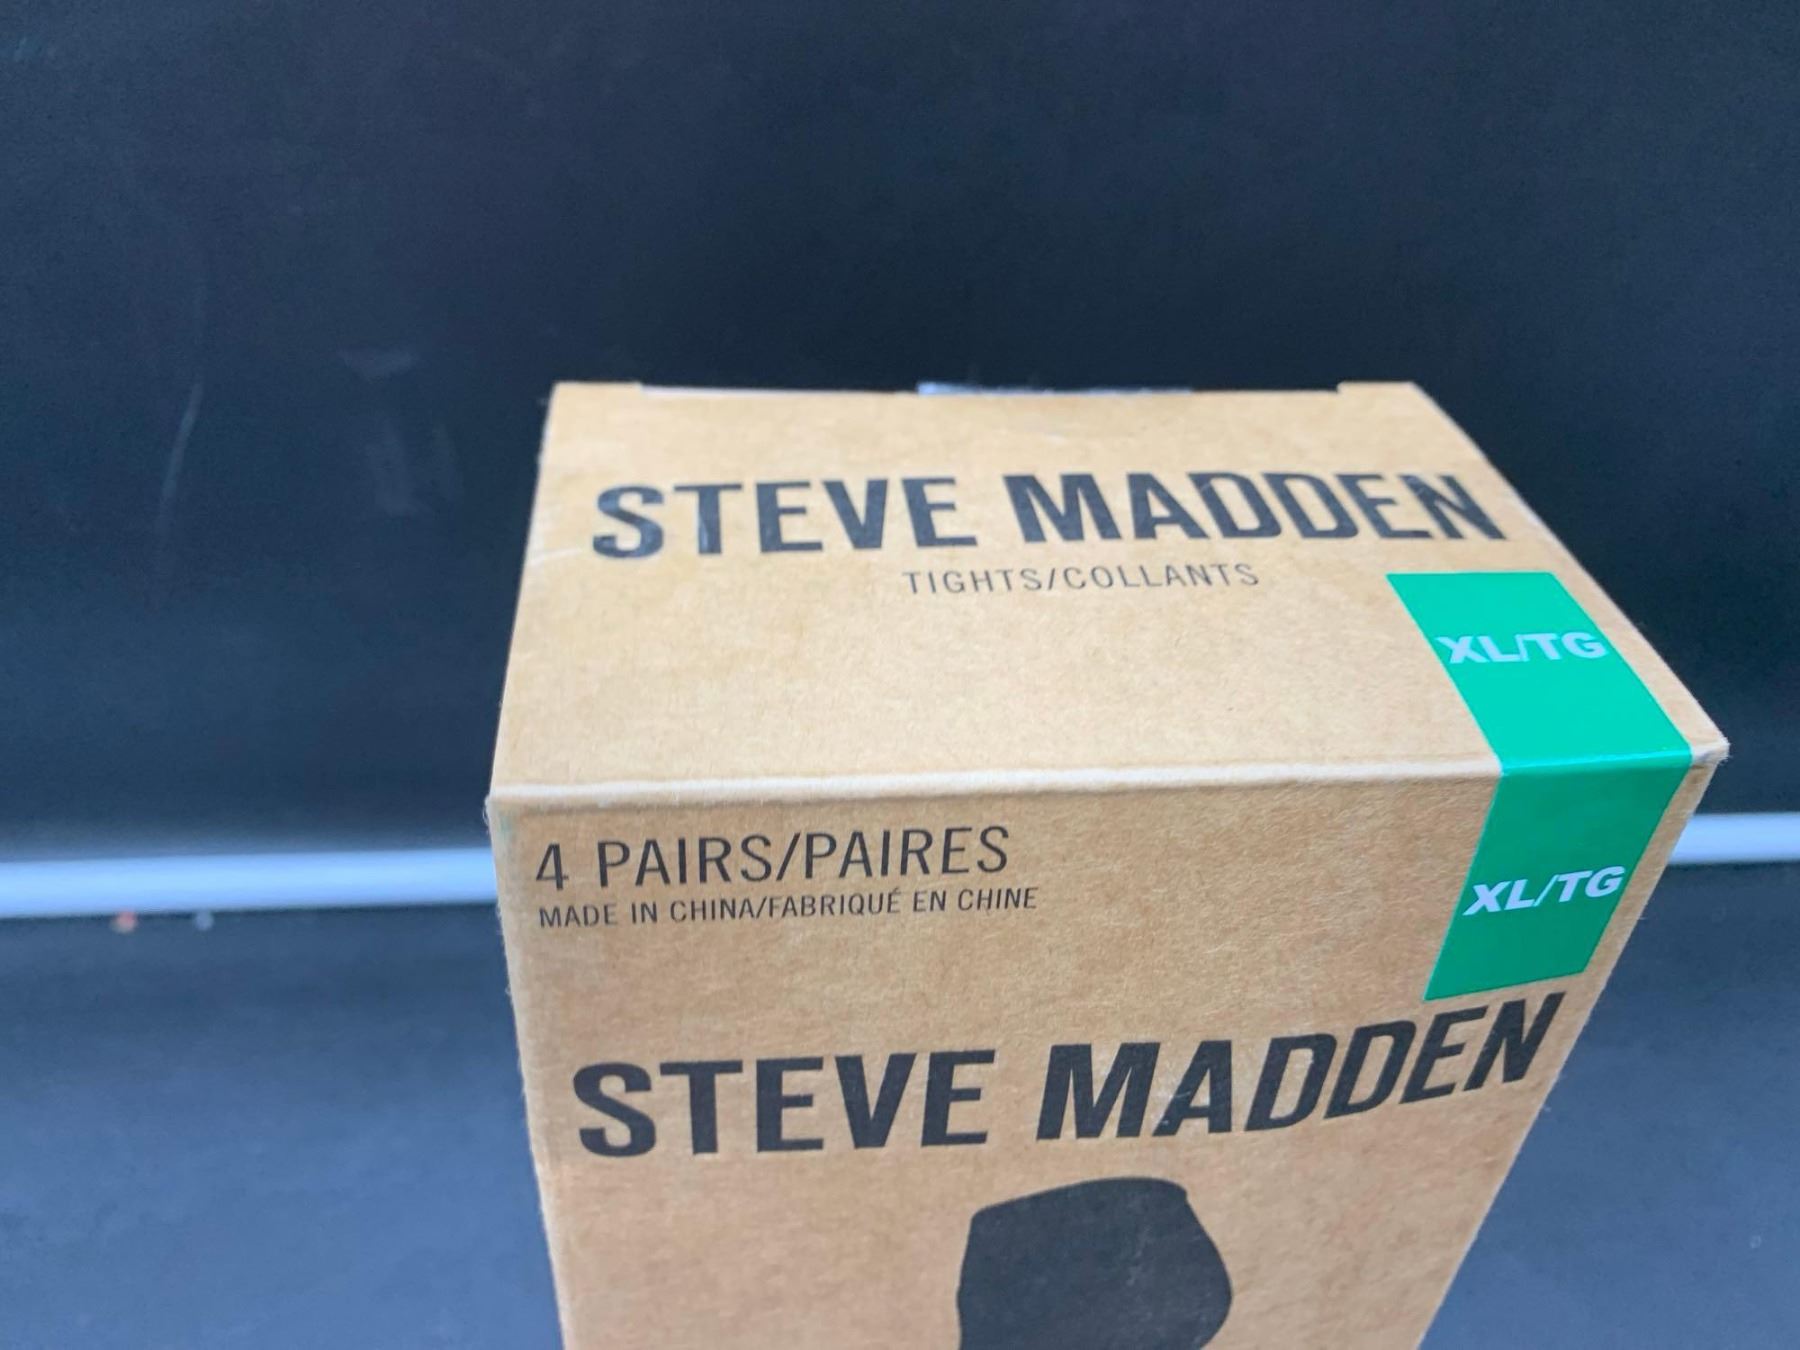 STEVE MADDEN
TIGHTS/COLLANTS
XL/TG
4 PAIRS/PAIRES
MADE IN CHINA/FABRIQUÉ EN CHINE
XL/TG
STEVE MADDEN